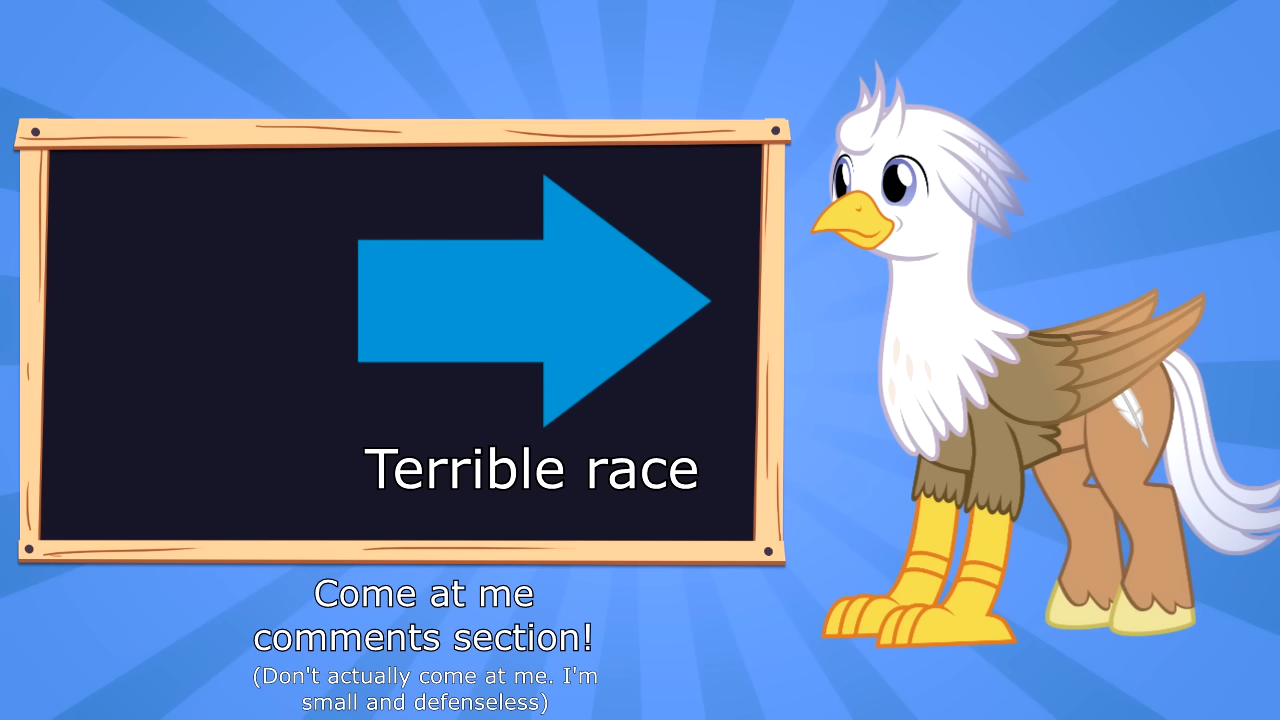 Terrible race
Come at me
comments section!
(Don't actually come at me. I'm
small and defenseless)